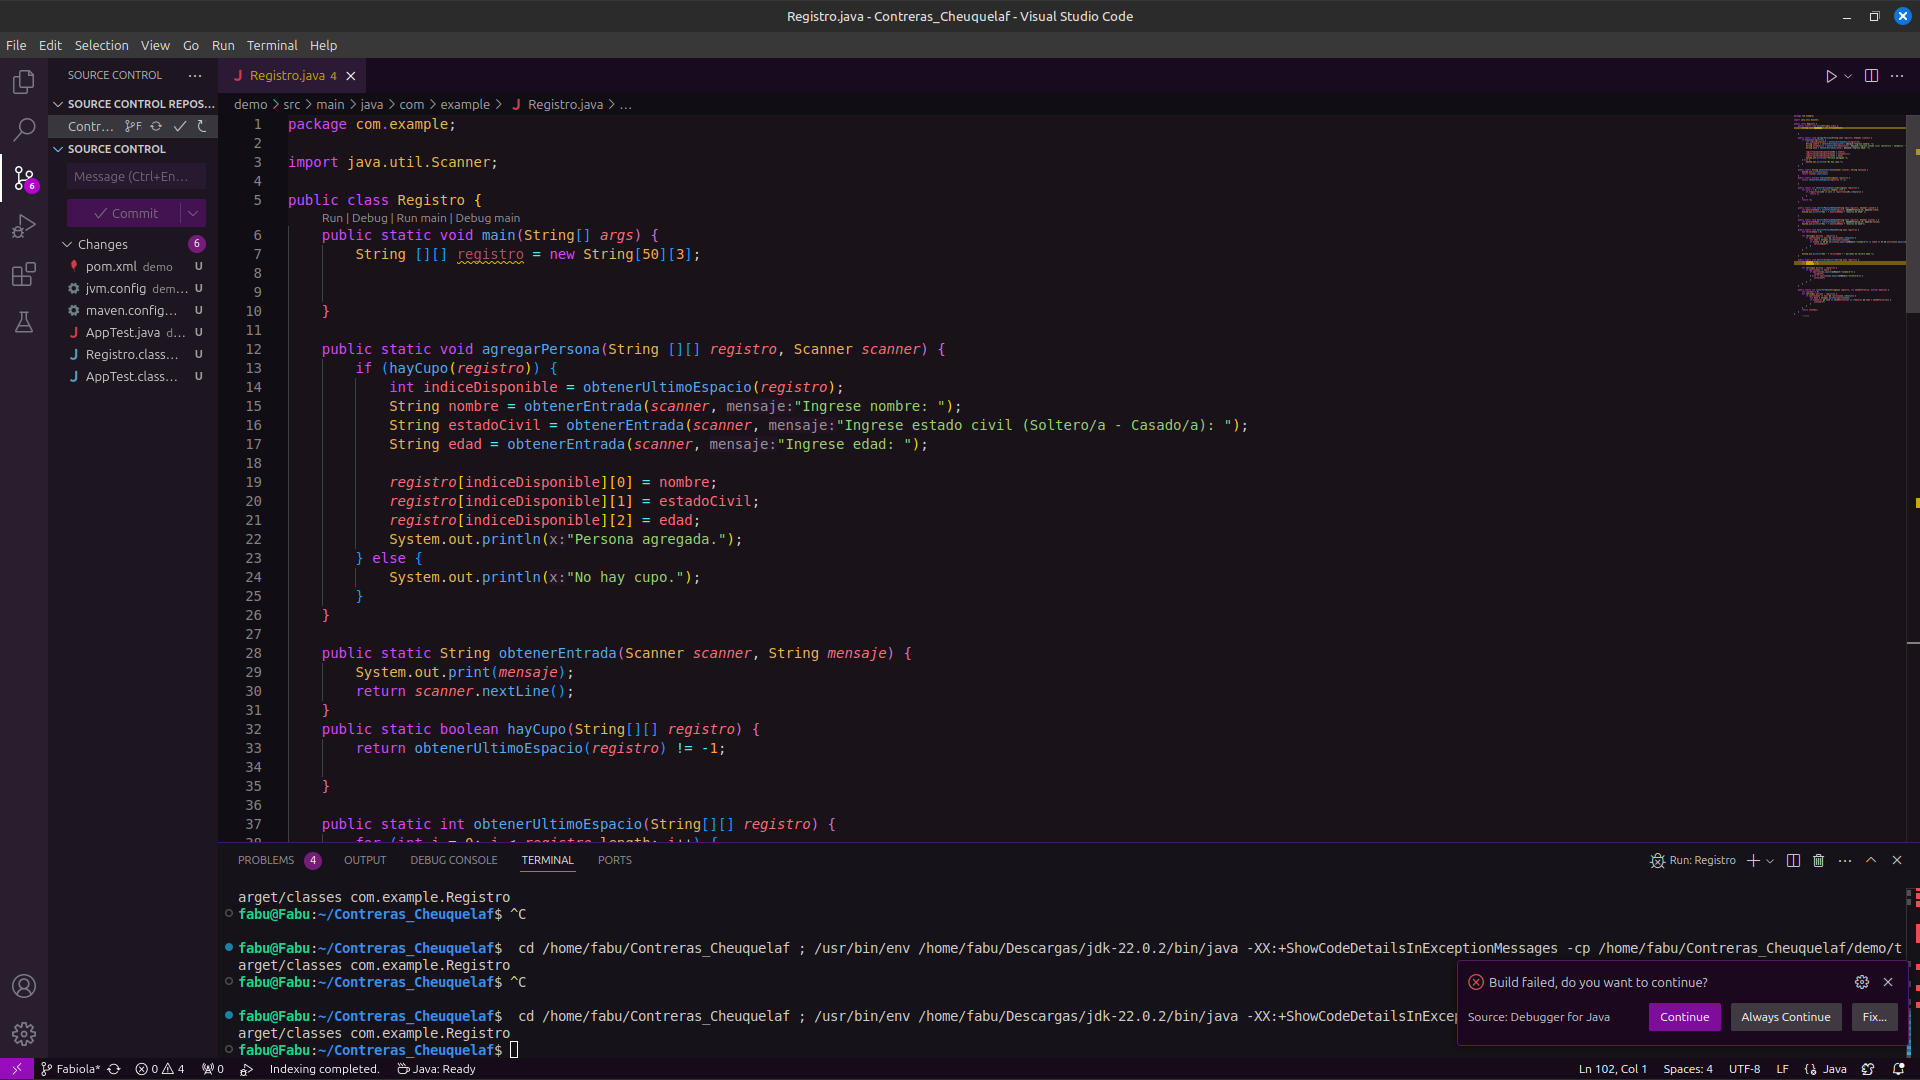 Registro.java - Contreras_Cheuquelaf - Visual Studio Code
File Edit Selection View Go Run Terminal Help
SOURCE CONTROL
Registro.java 4
SOURCE CONTROL REPOS...
demo > src > main > java > com > example > J Registro.java > ...
Contr... F
SOURCE CONTROL
Message (Ctrl+En...
Commit
Changes 6
pom.xml demo U
jvm.config dem... U
maven.config... U
AppTest.java d... U
Registro.class... U
AppTest.class... U
6
1 package com.example;
2
3 import java.util.Scanner;
4
5 public class Registro {
Run | Debug | Run main | Debug main
6 public static void main(String[] args) {
7 String [][] registro = new String[50][3];
8
9
10 }
11
12 public static void agregarPersona(String [][] registro, Scanner scanner) {
13 if (hayCupo(registro)) {
14 int indiceDisponible = obtenerUltimoEspacio(registro);
15 String nombre = obtenerEntrada(scanner, mensaje:"Ingrese nombre: ");
16 String estadoCivil = obtenerEntrada(scanner, mensaje:"Ingrese estado civil (Soltero/a - Casado/a): ");
17 String edad = obtenerEntrada(scanner, mensaje:"Ingrese edad: ");
18
19 registro[indiceDisponible][0] = nombre;
20 registro[indiceDisponible][1] = estadoCivil;
21 registro[indiceDisponible][2] = edad;
22 System.out.println(x:"Persona agregada.");
23 } else {
24 System.out.println(x:"No hay cupo.");
25 }
26 }
27
28 public static String obtenerEntrada(Scanner scanner, String mensaje) {
29 System.out.print(mensaje);
30 return scanner.nextLine();
31 }
32 public static boolean hayCupo(String[][] registro) {
33 return obtenerUltimoEspacio(registro) != -1;
34
35 }
36
37 public static int obtenerUltimoEspacio(String[][] registro) {
38 for (int i = 0; i < registro.length; i++) {
PROBLEMS 4 OUTPUT DEBUG CONSOLE TERMINAL PORTS Run: Registro
arget/classes com.example.Registro
fabu@Fabu:~/Contreras_Cheuquelaf$ ^C
fabu@Fabu:~/Contreras_Cheuquelaf$ cd /home/fabu/Contreras_Cheuquelaf ; /usr/bin/env /home/fabu/Descargas/jdk-22.0.2/bin/java -XX:+ShowCodeDetailsInExceptionMessages -cp /home/fabu/Contreras_Cheuquelaf/demo/t
arget/classes com.example.Registro
fabu@Fabu:~/Contreras_Cheuquelaf$ ^C
fabu@Fabu:~/Contreras_Cheuquelaf$ cd /home/fabu/Contreras_Cheuquelaf ; /usr/bin/env /home/fabu/Descargas/jdk-22.0.2/bin/java -XX:+ShowCodeDetailsInExcep
arget/classes com.example.Registro
fabu@Fabu:~/Contreras_Cheuquelaf$
Build failed, do you want to continue?
Source: Debugger for Java Continue Always Continue Fix...
Fabiola* 0 4 0 Indexing completed. Java: Ready Ln 102, Col 1 Spaces: 4 UTF-8 LF {} Java